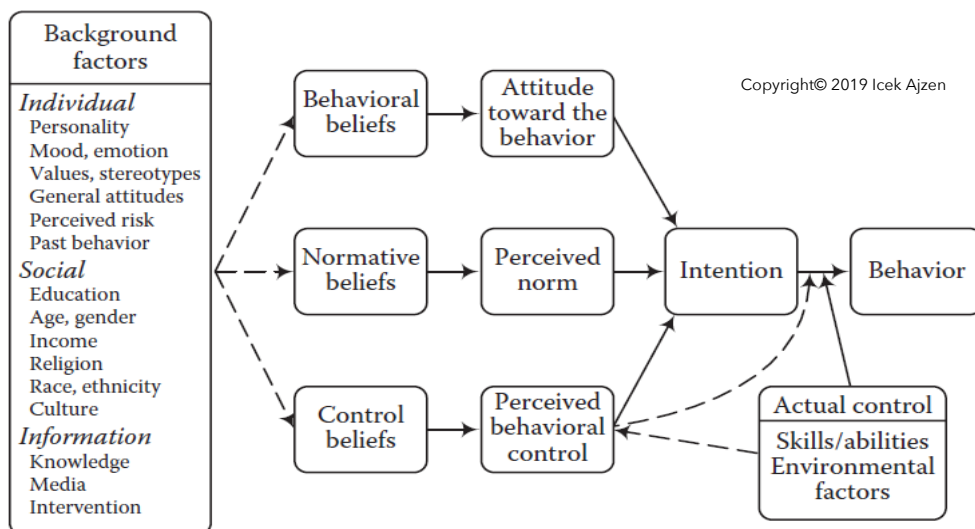 Background
factors
Individual
Personality
Mood, emotion
Values, stereotypes
General attitudes
Perceived risk
Past behavior
Social
Education
Age, gender
Income
Religion
Race, ethnicity
Culture
Information
Knowledge
Media
Intervention
Behavioral
beliefs
Attitude
toward the
behavior
Copyright© 2019 Icek Ajzen
Normative
beliefs
Perceived
norm
Intention
Behavior
Control
beliefs
Perceived
behavioral
control
Actual control
Skills/abilities
Environmental
factors